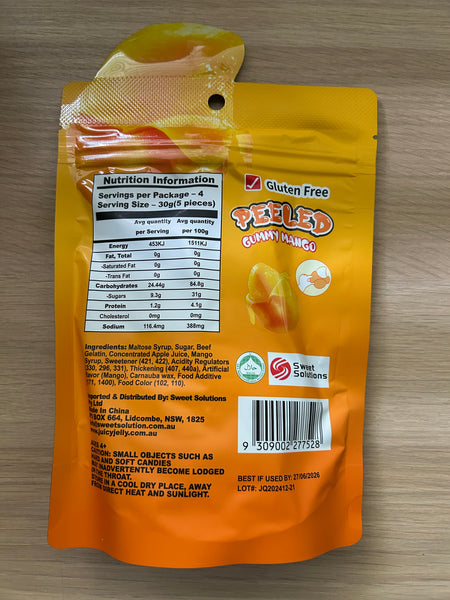 Nutrition Information
Servings per Package – 4
Serving Size – 30g(5 pieces)
Avg quantity per Serving Avg quantity per 100g
Energy 453KJ 1511KJ
Fat, Total 0g 0g
-Saturated Fat 0g 0g
-Trans Fat 0g 0g
Carbohydrates 24.44g 84.8g
-Sugars 9.3g 31g
Protein 1.2g 4.1g
Cholesterol 0mg 0mg
Sodium 116.4mg 388mg
Gluten Free
PEELED
GUMMY MANGO
Ingredients: Maltose Syrup, Sugar, Beef
Gelatin, Concentrated Apple Juice, Mango
Syrup, Sweetener (421, 422), Acidity Regulators
(330, 296, 331), Thickening (407, 440a), Artificial
Flavor (Mango), Carnauba wax, Food Additive
1400), Food Color (102, 110).
Imported & Distributed By: Sweet Solutions
Pty Ltd
Made In China
PO BOX 664, Lidcombe, NSW, 1825
sweetsolution.com.au
www.juicyjelly.com.au
AGES 4+
CAUTION: SMALL OBJECTS SUCH AS
HARD AND SOFT CANDIES
INADVERTENTLY BECOME LODGED
IN THE THROAT.
STORE IN A COOL DRY PLACE, AWAY
FROM DIRECT HEAT AND SUNLIGHT.
حلال
Sweet
Solutions
9 309002 277528
BEST IF USED BY: 27/06/2026
LOT#: JQ202412-21